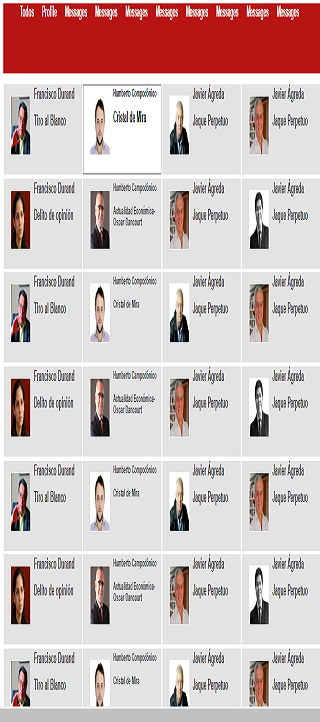 Todos Profile Messages Messages Messages Messages Messages Messages Messages Messages
Francisco Durand
Tiro al Blanco
Humberto Campodónico
Cristal de Mira
Javier Ágreda
Jaque Perpetuo
Javier Ágreda
Jaque Perpetuo
Francisco Durand
Delito de opinión
Humberto Campodónico
Actualidad Económica-
Oscar Dancourt
Javier Ágreda
Jaque Perpetuo
Javier Ágreda
Jaque Perpetuo
Francisco Durand
Tiro al Blanco
Humberto Campodónico
Cristal de Mira
Javier Ágreda
Jaque Perpetuo
Javier Ágreda
Jaque Perpetuo
Francisco Durand
Delito de opinión
Humberto Campodónico
Actualidad Económica-
Oscar Dancourt
Javier Ágreda
Jaque Perpetuo
Javier Ágreda
Jaque Perpetuo
Francisco Durand
Tiro al Blanco
Humberto Campodónico
Cristal de Mira
Javier Ágreda
Jaque Perpetuo
Javier Ágreda
Jaque Perpetuo
Francisco Durand
Delito de opinión
Humberto Campodónico
Actualidad Económica-
Oscar Dancourt
Javier Ágreda
Jaque Perpetuo
Javier Ágreda
Jaque Perpetuo
Francisco Durand
Tiro al Blanco
Humberto Campodónico
Cristal de Mira
Javier Ágreda
Jaque Perpetuo
Javier Ágreda
Jaque Perpetuo